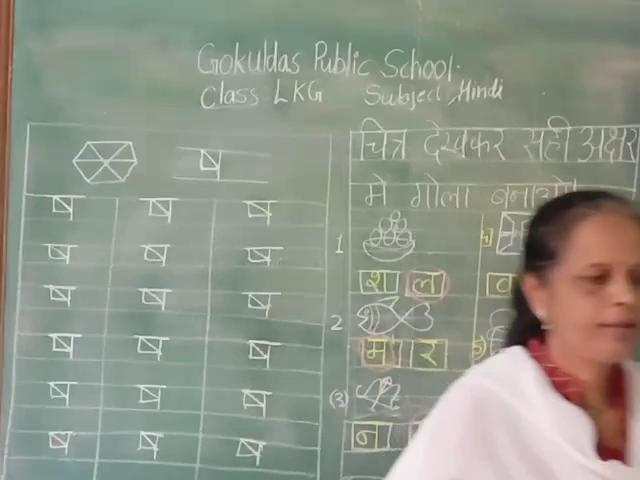 Gokuldas Public School.
Class LKG Subject Hindi
ष
ष ष ष
ष ष ष
ष ष ष
ष ष ष
ष ष ष
ष ष ष
चित्र देखकर सही अक्षर
मे गोला बनाओ
1
श ल
2
म र
(3)
न